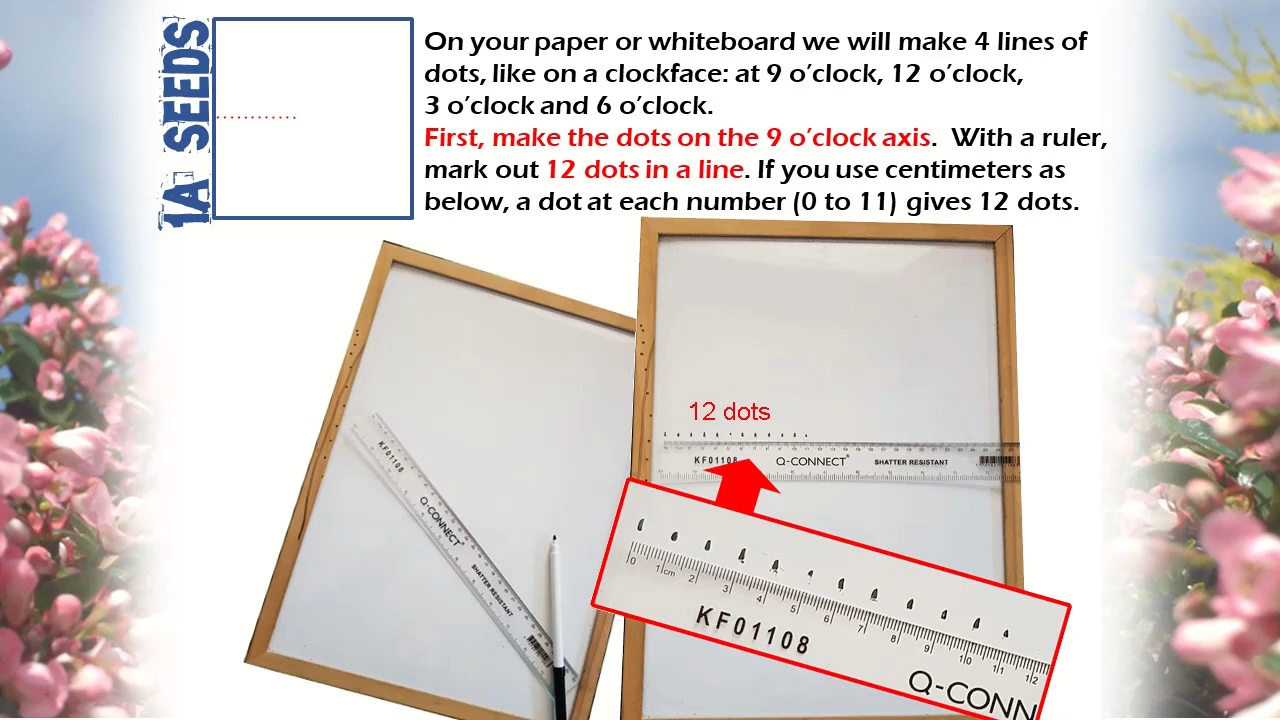 1A SEEDS
On your paper or whiteboard we will make 4 lines of
dots, like on a clockface: at 9 o'clock, 12 o'clock,
3 o'clock and 6 o'clock.
First, make the dots on the 9 o'clock axis. With a ruler,
mark out 12 dots in a line. If you use centimeters as
below, a dot at each number (0 to 11) gives 12 dots.
12 dots
KF01108 Q-CONNECT® SHATTER RESISTANT
KF01108 Q-CONNECT® SHATTER RESISTANT
0 1cm 2 3 4 5 6 7 8 9 10 11 12
KF01108
Q-CONN